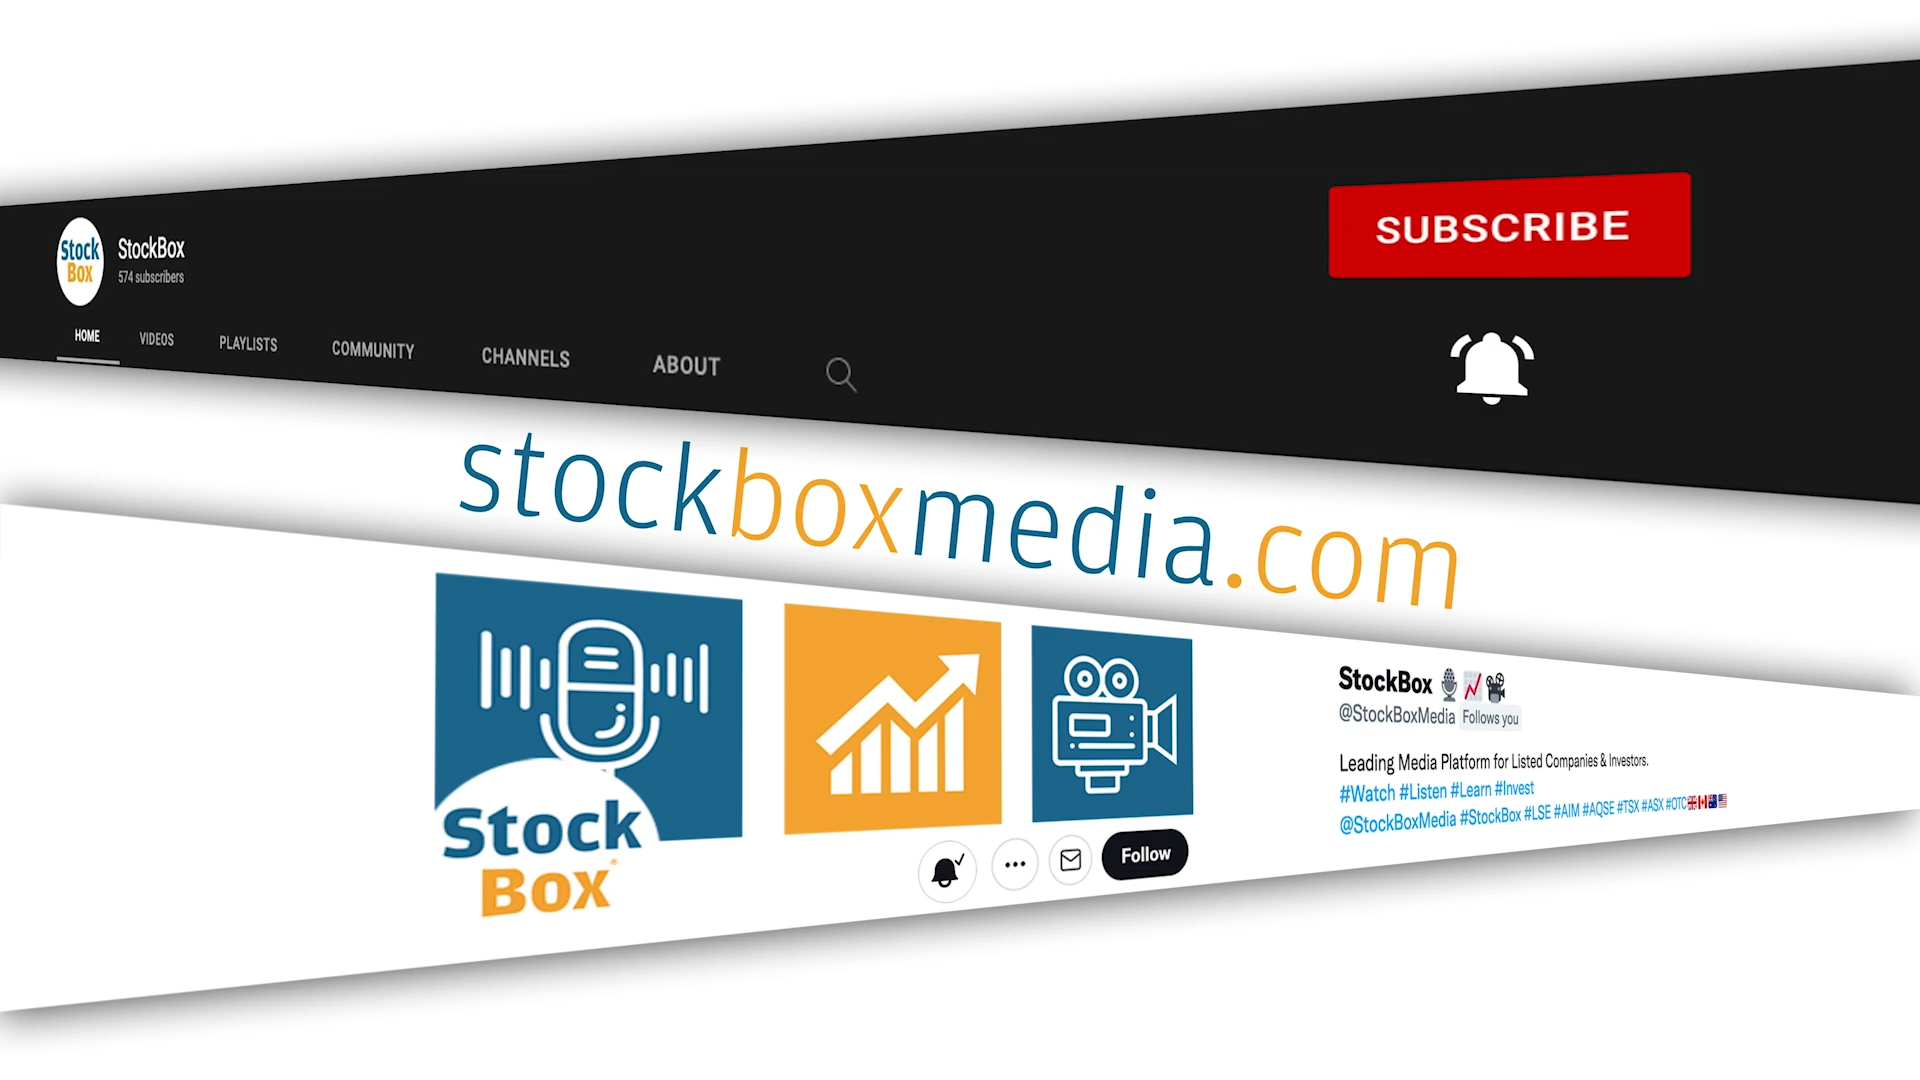 Stock
Box
StockBox
574 subscribers
SUBSCRIBE
HOME VIDEOS PLAYLISTS COMMUNITY CHANNELS ABOUT
stockboxmedia.com
Stock
Box
Follow
StockBox
@StockBoxMedia Follows you
Leading Media Platform for Listed Companies & Investors.
#Watch #Listen #Learn #Invest
@StockBoxMedia #StockBox #LSE #AIM #AQSE #TSX #ASX #OTC🇬🇧🇨🇦🇦🇺🇺🇸